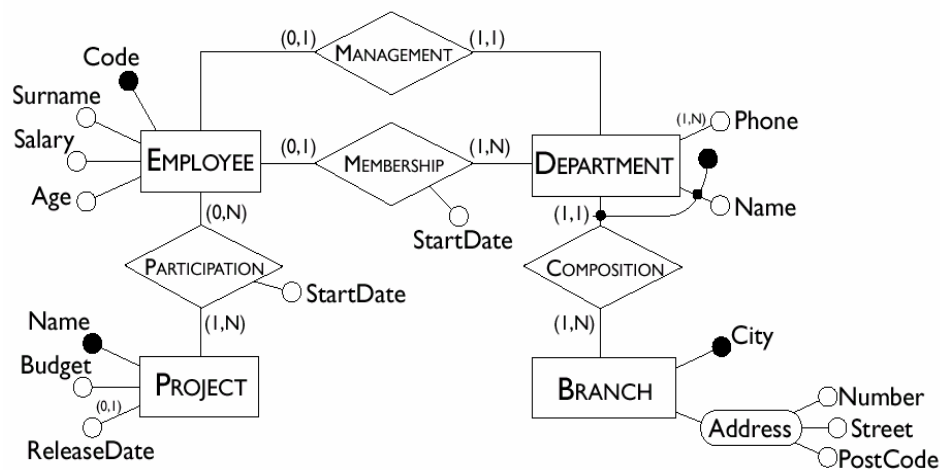 (0,1)
MANAGEMENT
(1,1)
Code
Surname
Salary
Age
EMPLOYEE
(0,1)
MEMBERSHIP
(1,N)
StartDate
DEPARTMENT
(1,N)
Phone
Name
(0,N)
PARTICIPATION
StartDate
(1,N)
(1,1)
COMPOSITION
(1,N)
Name
Budget
(0,1)
ReleaseDate
PROJECT
BRANCH
City
Address
Number
Street
PostCode